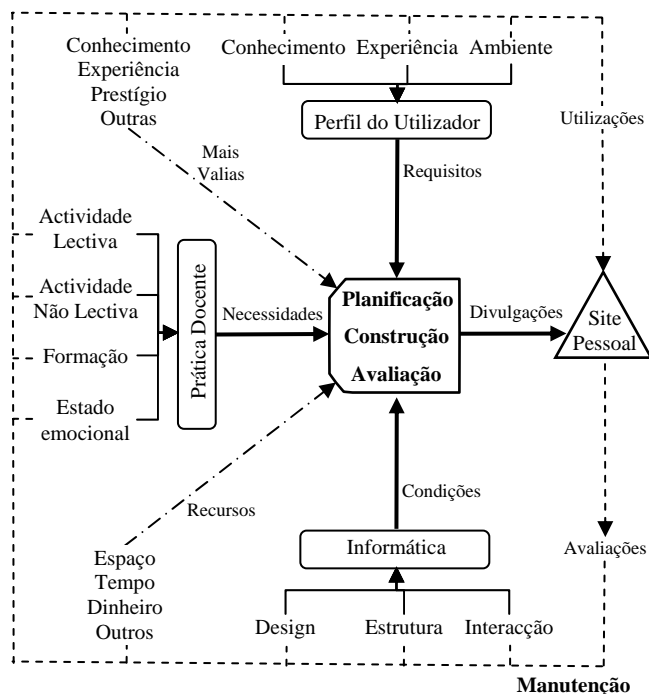 Conhecimento
Experiência
Prestígio
Outras
Conhecimento
Experiência
Ambiente
Perfil do Utilizador
Utilizações
Mais
Valias
Requisitos
Actividade
Lectiva
Actividade
Não Lectiva
Formação
Estado
emocional
Prática Docente
Necessidades
Planificação
Construção
Avaliação
Divulgações
Site
Pessoal
Recursos
Condições
Informática
Avaliações
Espaço
Tempo
Dinheiro
Outros
Design
Estrutura
Interacção
Manutenção